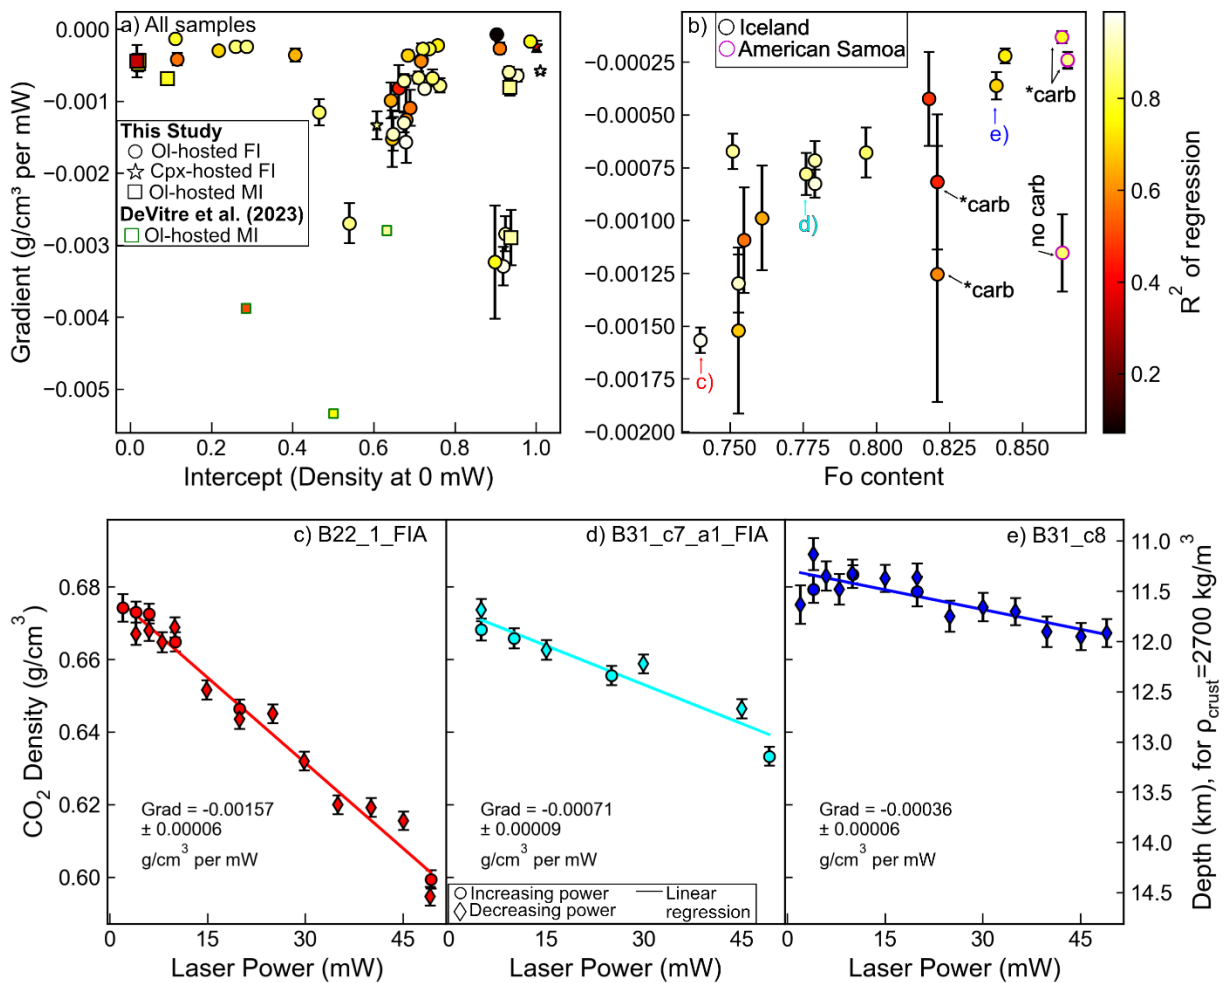 a) All samples
0.000
−0.001
−0.002
−0.003
−0.004
−0.005
Gradient (g/cm³ per mW)
This Study
Ol-hosted FI
Cpx-hosted FI
Ol-hosted MI
DeVitre et al. (2023)
Ol-hosted MI
0.0 0.2 0.4 0.6 0.8 1.0
Intercept (Density at 0 mW)
b)
Iceland
American Samoa
−0.00025
−0.00050
−0.00075
−0.00100
−0.00125
−0.00150
−0.00175
−0.00200
*carb
e)
d)
*carb
no carb
*carb
c)
0.750 0.775 0.800 0.825 0.850
Fo content
0.8
0.6
0.4
0.2
R² of regression
c) B22_1_FIA
0.68
0.66
0.64
0.62
0.60
CO₂ Density (g/cm³)
Grad = -0.00157
± 0.00006
g/cm³ per mW
0 15 30 45
Laser Power (mW)
d) B31_c7_a1_FIA
Grad = -0.00071
± 0.00009
g/cm³ per mW
Increasing power
Decreasing power
Linear
regression
0 15 30 45
Laser Power (mW)
e) B31_c8
Grad = -0.00036
± 0.00006
g/cm³ per mW
0 15 30 45
Laser Power (mW)
11.0
11.5
12.0
12.5
13.0
13.5
14.0
14.5
Depth (km), for ρcrust=2700 kg/m³